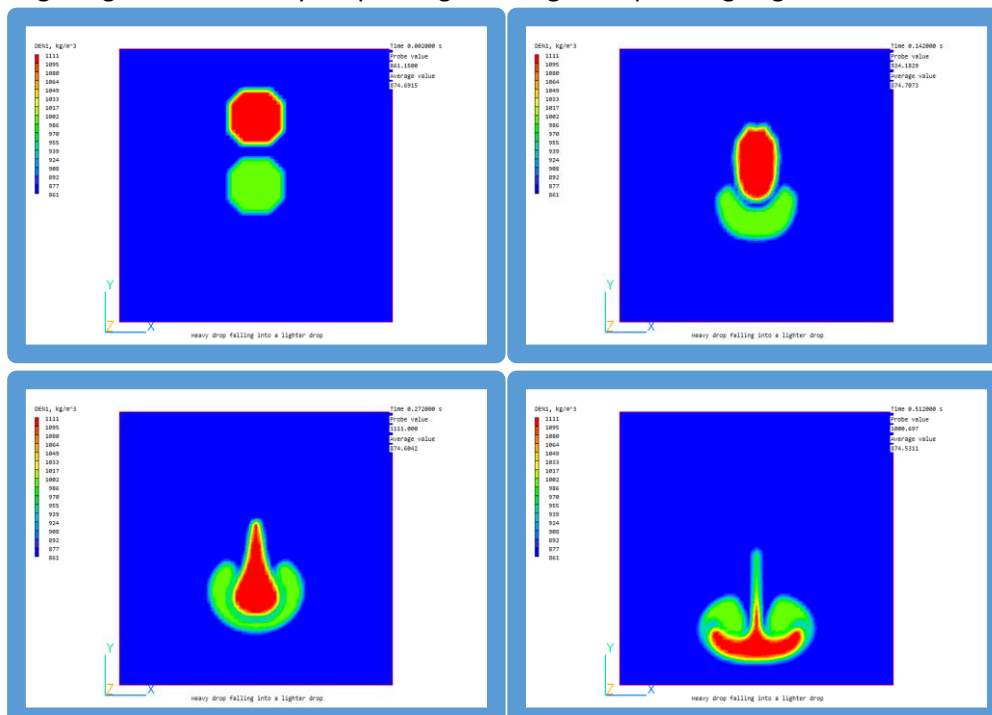 DEN1, kg/m^3
1111
1095
1080
1064
1049
1033
1017
1002
986
970
955
939
924
908
892
877
861
Time 0.002000 s
Probe value
861.1500
Average value
874.6915
Y
Z X
Heavy drop falling into a lighter drop
DEN1, kg/m^3
1111
1095
1080
1064
1049
1033
1017
1002
986
970
955
939
924
908
892
877
861
Time 0.142000 s
Probe value
924.1829
Average value
874.7073
Y
Z X
Heavy drop falling into a lighter drop
DEN1, kg/m^3
1111
1095
1080
1064
1049
1033
1017
1002
986
970
955
939
924
908
892
877
861
Time 0.272000 s
Probe value
1111.000
Average value
874.6042
Y
Z X
Heavy drop falling into a lighter drop
DEN1, kg/m^3
1111
1095
1080
1064
1049
1033
1017
1002
986
970
955
939
924
908
892
877
861
Time 0.512000 s
Probe value
1000.697
Average value
874.5311
Y
Z X
Heavy drop falling into a lighter drop